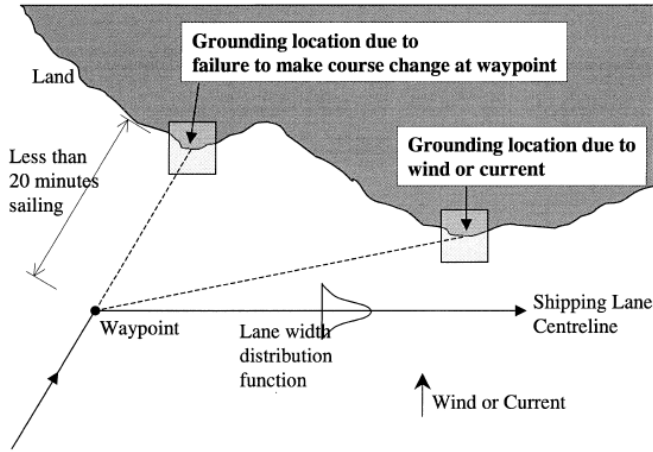 Grounding location due to
failure to make course change at waypoint
Land
Grounding location due to
wind or current
Less than
20 minutes
sailing
Waypoint
Lane width
distribution
function
Shipping Lane
Centreline
Wind or Current